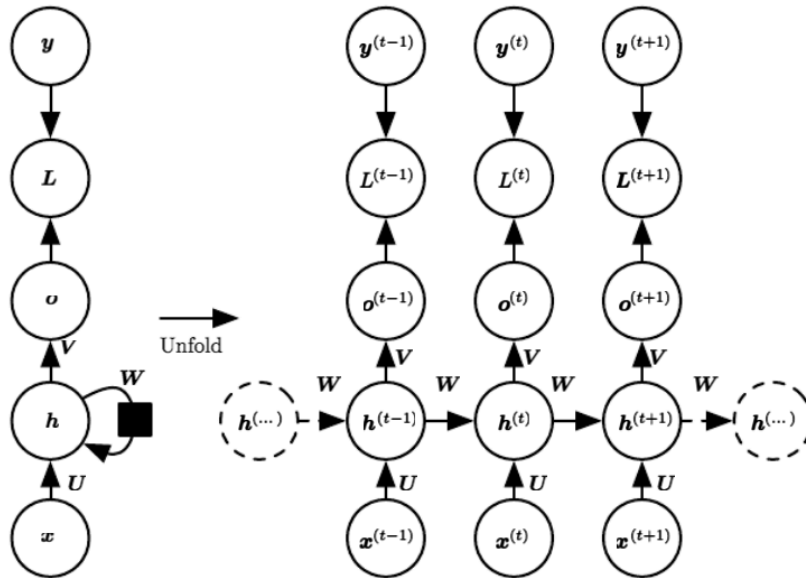 y y(t−1) y(t) y(t+1)
L L(t−1) L(t) L(t+1)
o o(t−1) o(t) o(t+1)
Unfold
V V V V
W W W W W
h h(...) h(t−1) h(t) h(t+1) h(...)
U U U U
x x(t−1) x(t) x(t+1)